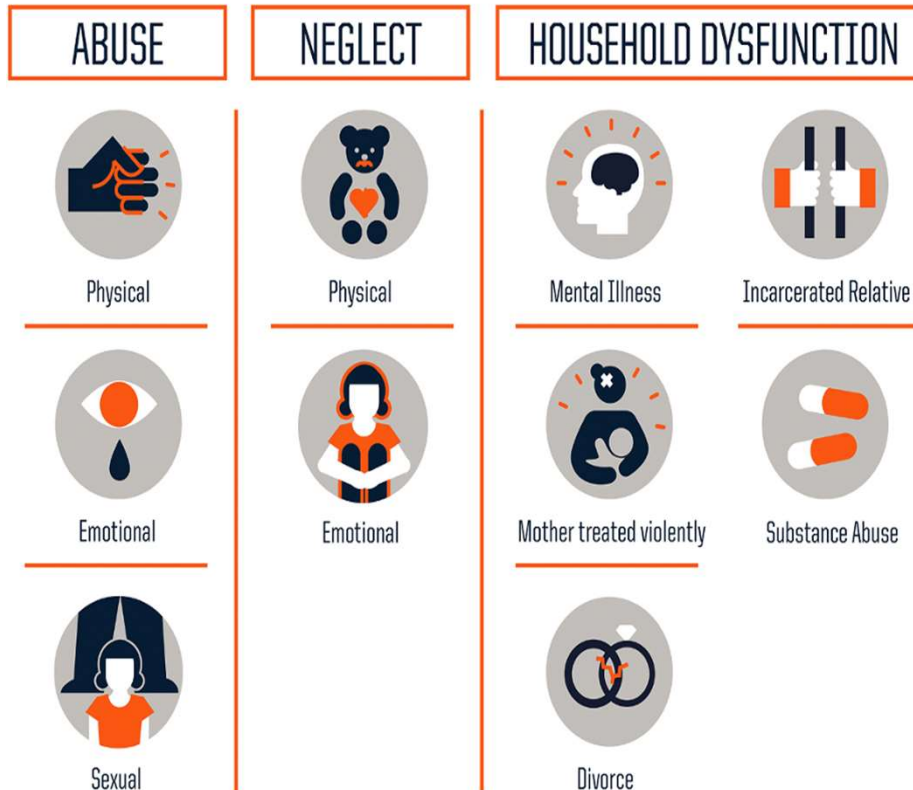 ABUSE
NEGLECT
HOUSEHOLD DYSFUNCTION
Physical
Physical
Mental Illness
Incarcerated Relative
Emotional
Emotional
Mother treated violently
Substance Abuse
Sexual
Divorce